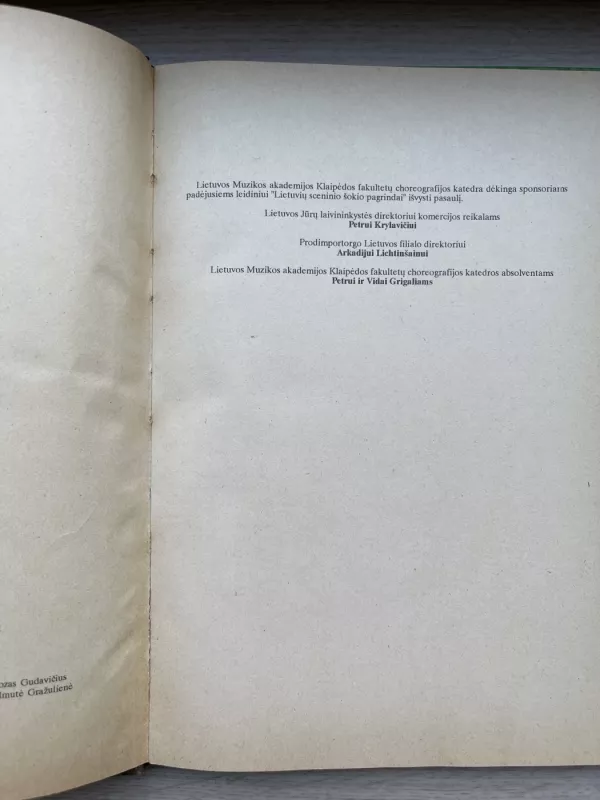 Lietuvos Muzikos akademijos Klaipėdos fakultetų choreografijos katedra dėkinga sponsoriams
padėjusiems leidiniui "Lietuvių sceninio šokio pagrindai" išvysti pasaulį.
Lietuvos Jūrų laivininkystės direktoriui komercijos reikalams
Petrui Krylavičiui
Prodimportorgo Lietuvos filialo direktoriui
Arkadijui Lichtinšainui
Lietuvos Muzikos akademijos Klaipėdos fakultetų choreografijos katedros absolventams
Petrui ir Vidai Grigaliams
ozas Gudavičius
lmutė Gražulienė